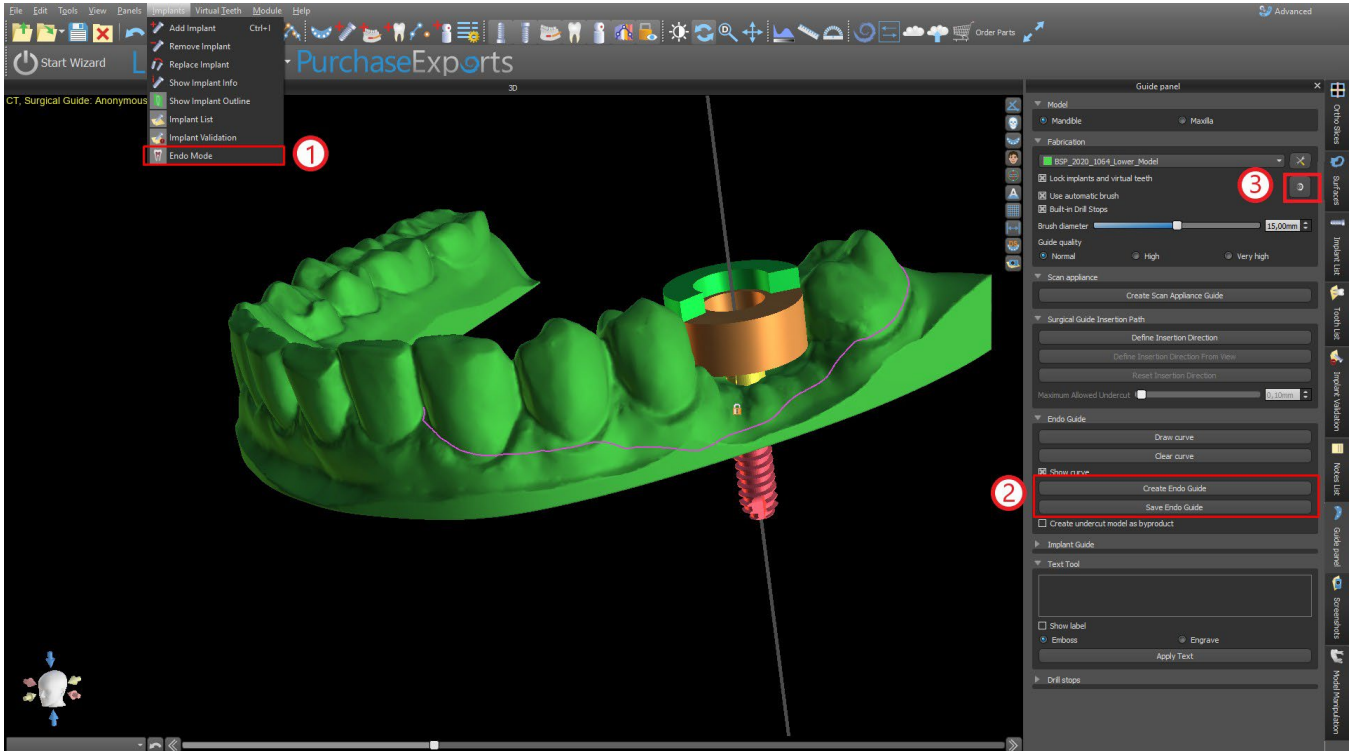 File Edit Tools View Panels Implants Virtual Teeth Module Help
Advanced
Add Implant Ctrl+I
Remove Implant
Replace Implant
Show Implant Info
Show Implant Outline
Implant List
Implant Validation
Endo Mode
1
Order Parts
Start Wizard
L
PurchaseExports
3D
CT, Surgical Guide: Anonymous
A
Guide panel
Model
Mandible Maxilla
Fabrication
BSP_2020_1064_Lower_Model
Lock implants and virtual teeth
3
Use automatic brush
Built-in Drill Stops
Brush diameter 15,00mm
Guide quality
Normal High Very high
Scan appliance
Create Scan Appliance Guide
Surgical Guide Insertion Path
Define Insertion Direction
Define Insertion Direction From View
Reset Insertion Direction
Maximum Allowed Undercut 0,10mm
Endo Guide
Draw curve
Clear curve
Show curve
2
Create Endo Guide
Save Endo Guide
Create undercut model as byproduct
Implant Guide
Text Tool
Show label
Emboss Engrave
Apply Text
Drill stops
Ortho Slices
Surfaces
Implant List
Tooth List
Implant Validation
Notes List
Guide panel
Screenshots
Model Manipulation